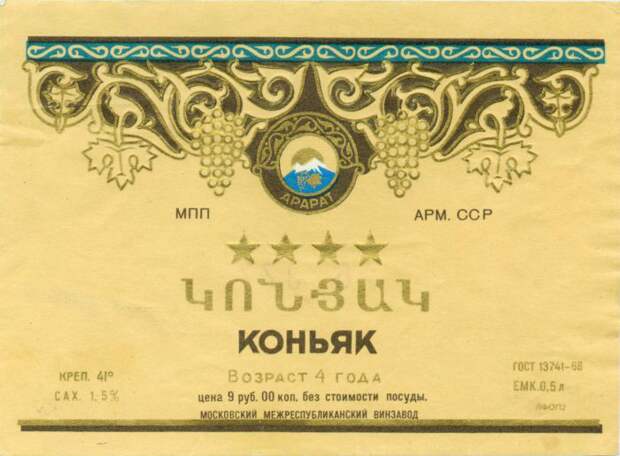 АРАРАТ
МПП
АРМ. ССР
ԿՈՆՅԱԿ
КОНЬЯК
ВОЗРАСТ 4 ГОДА
КРЕП. 41°
САХ. 1,5%
ГОСТ 13741-68
ЕМК. 0,5 л
цена 9 руб. 00 коп. без стоимости посуды.
МОСКОВСКИЙ МЕЖРЕСПУБЛИКАНСКИЙ ВИНЗАВОД